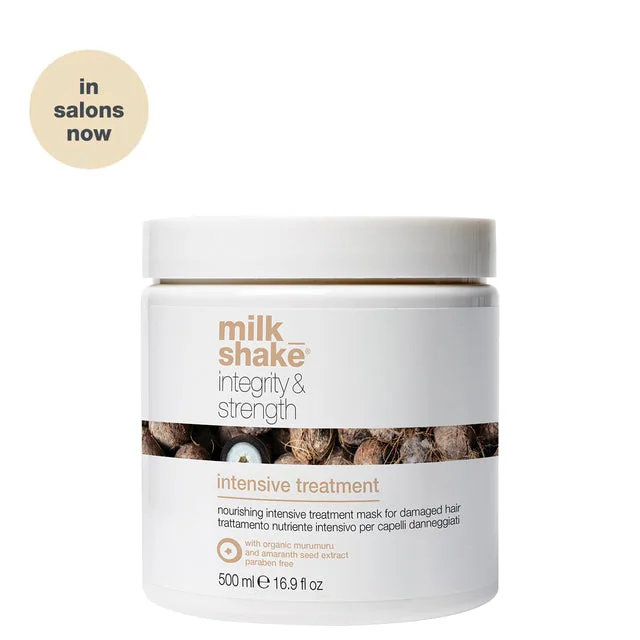 in
salons
now
milk_
shake®
integrity &
strength
intensive treatment
nourishing intensive treatment mask for damaged hair
trattamento nutriente intensivo per capelli danneggiati
with organic murumuru
and amaranth seed extract
paraben free
500 ml ℮ 16.9 fl oz